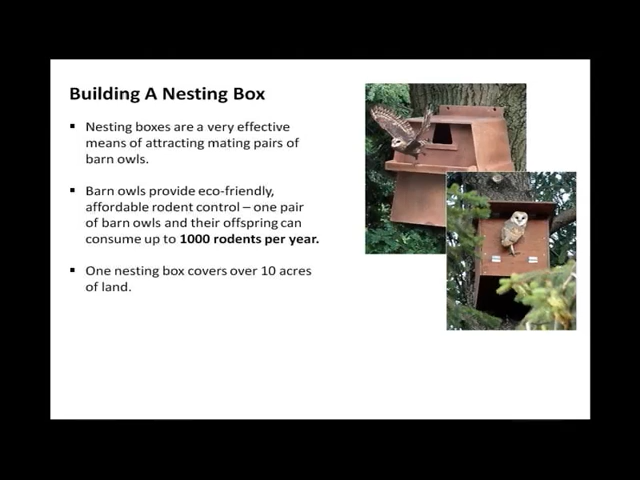 Building A Nesting Box
▪ Nesting boxes are a very effective
means of attracting mating pairs of
barn owls.
▪ Barn owls provide eco-friendly,
affordable rodent control – one pair
of barn owls and their offspring can
consume up to 1000 rodents per year.
▪ One nesting box covers over 10 acres
of land.